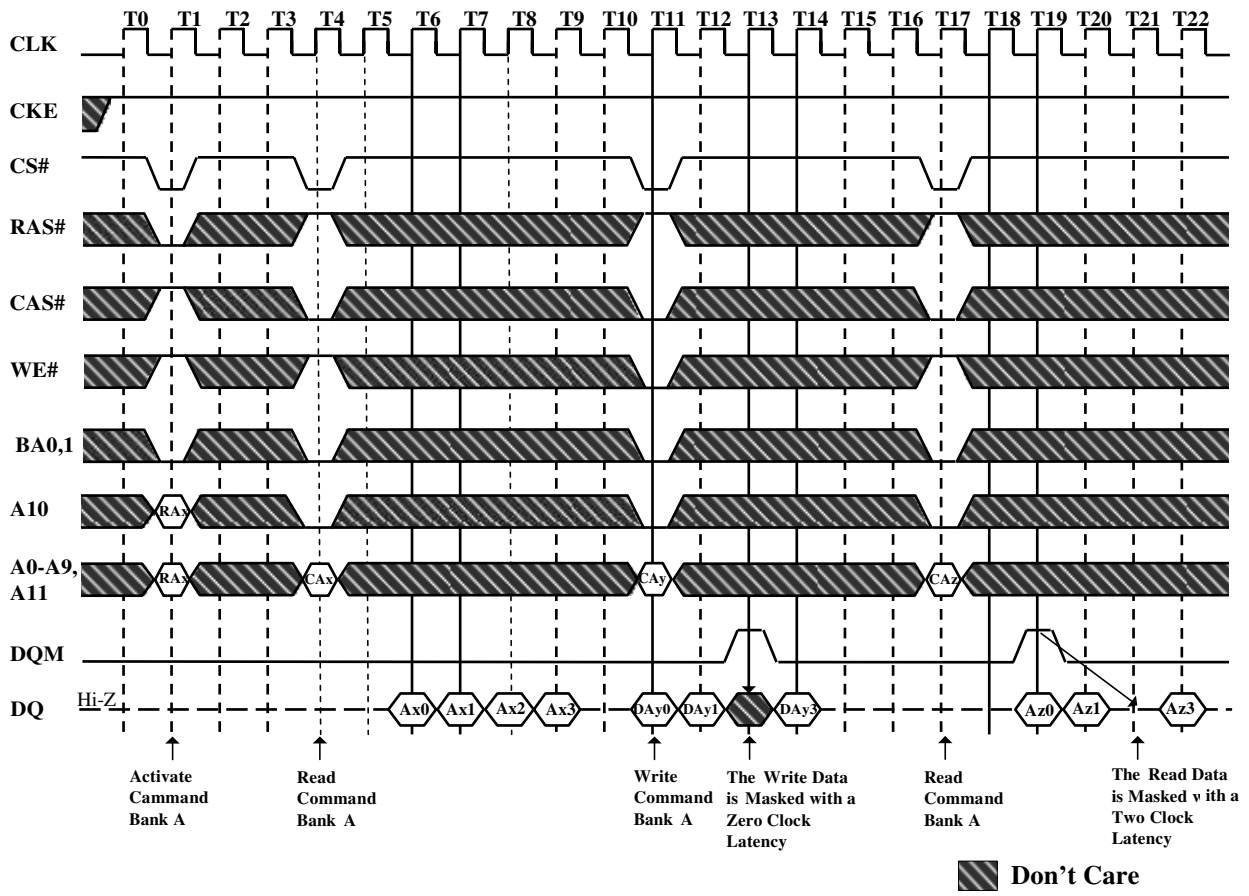 T0 T1 T2 T3 T4 T5 T6 T7 T8 T9 T10 T11 T12 T13 T14 T15 T16 T17 T18 T19 T20 T21 T22
CLK
CKE
CS#
RAS#
CAS#
WE#
BA0,1
A10 RAx
A0-A9,
A11 RAx CAx CAy CAz
DQM
DQ Hi-Z Ax0 Ax1 Ax2 Ax3 DAy0 DAy1 DAy3 Az0 Az1 Az3
Activate
Cammand
Bank A
Read
Command
Bank A
Write
Command
Bank A
The Write Data
is Masked with a
Zero Clock
Latency
Read
Command
Bank A
The Read Data
is Masked with a
Two Clock
Latency
Don't Care